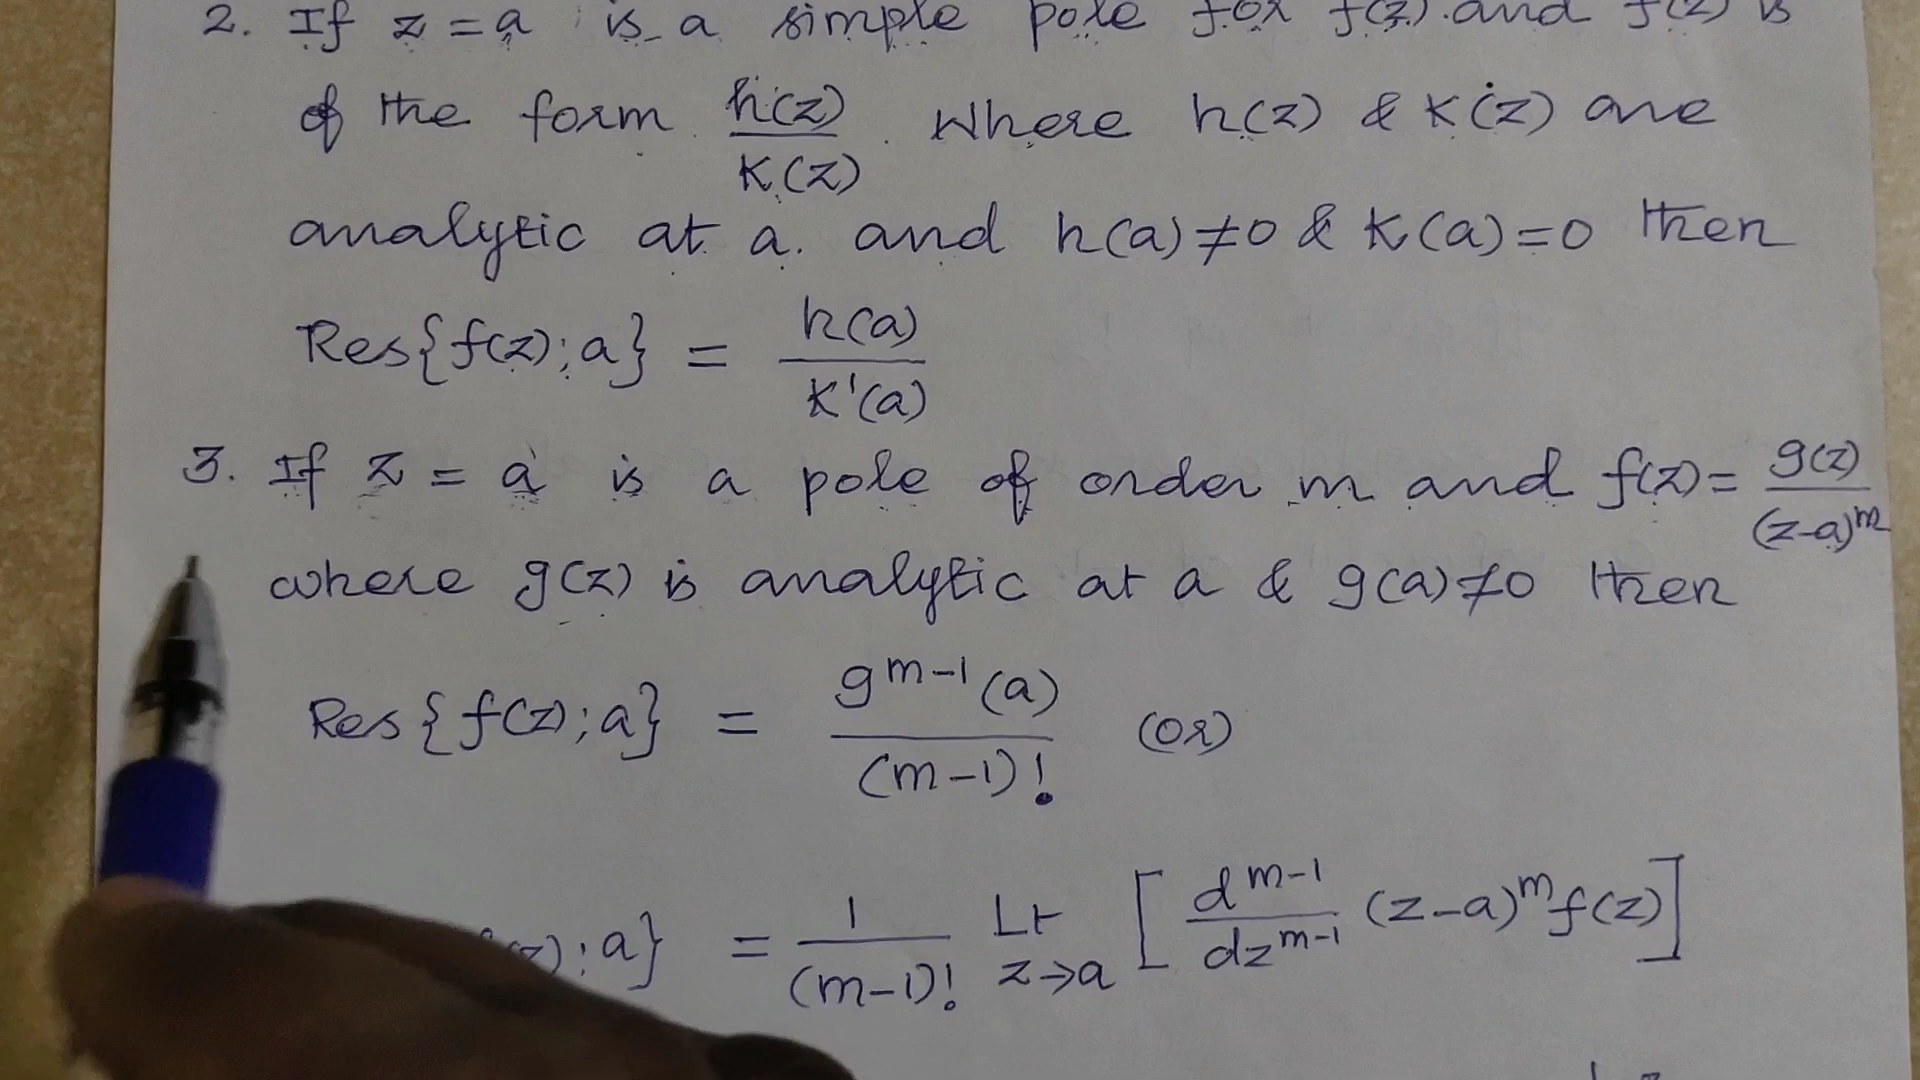 2. If z = a is a simple pole for f(z) and f(z) is
of the form h(z)/K(z). Where h(z) & K(z) are
analytic at a. and h(a)≠0 & K(a)=0 then
Res{f(z);a} = h(a)/K'(a)
3. If z = a is a pole of order m and f(z)= g(z)/(z-a)^m
where g(z) is analytic at a & g(a)≠0 then
Res{f(z);a} = g^m-1(a)/(m-1)! (or)
(z);a} = 1/(m-1)! Lt z→a [d^m-1/dz^m-1 (z-a)^m f(z)]